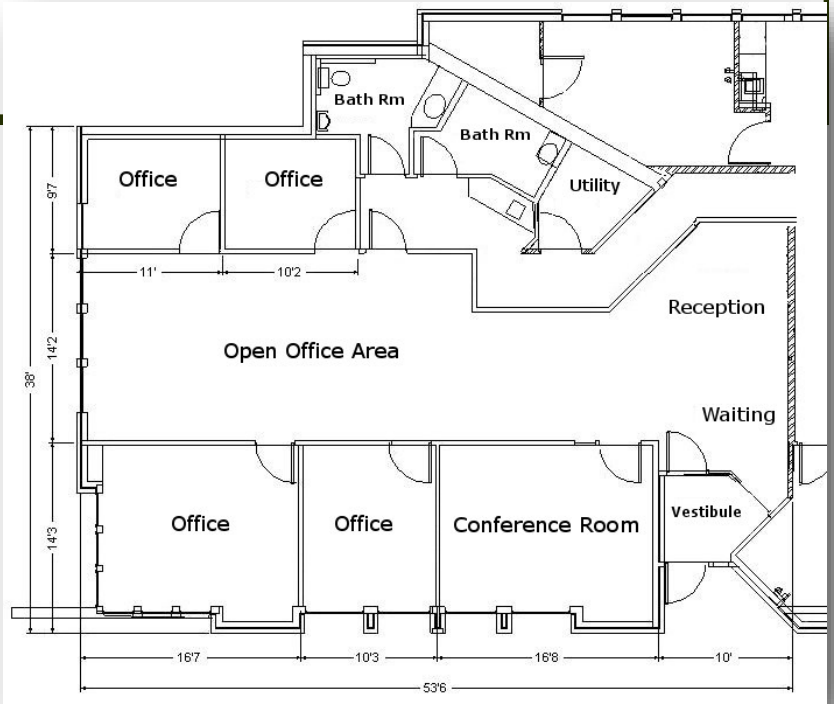 Bath Rm
Bath Rm
Office
Office
Utility
9'7
11'
10'2
Reception
14'2
Open Office Area
38'
Waiting
Office
Office
Conference Room
Vestibule
14'3
16'7
10'3
16'8
10'
53'6